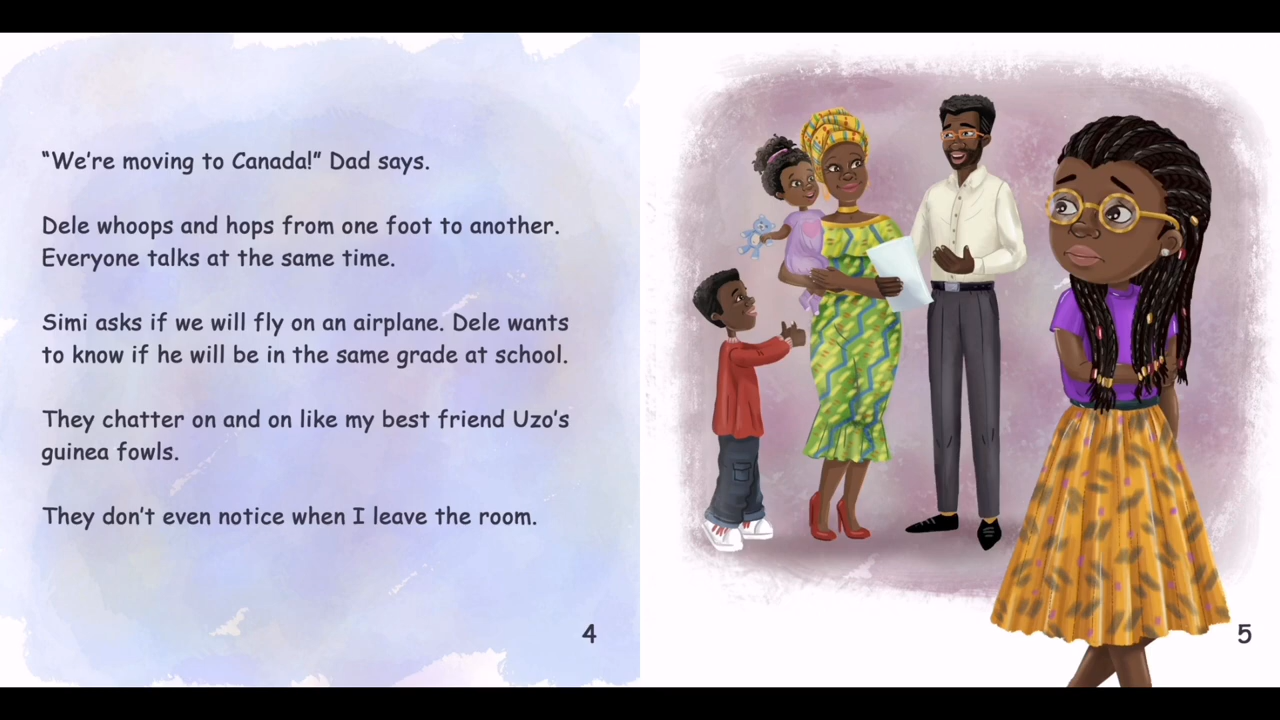 “We’re moving to Canada!” Dad says.
Dele whoops and hops from one foot to another.
Everyone talks at the same time.
Simi asks if we will fly on an airplane. Dele wants
to know if he will be in the same grade at school.
They chatter on and on like my best friend Uzo’s
guinea fowls.
They don’t even notice when I leave the room.
4
5